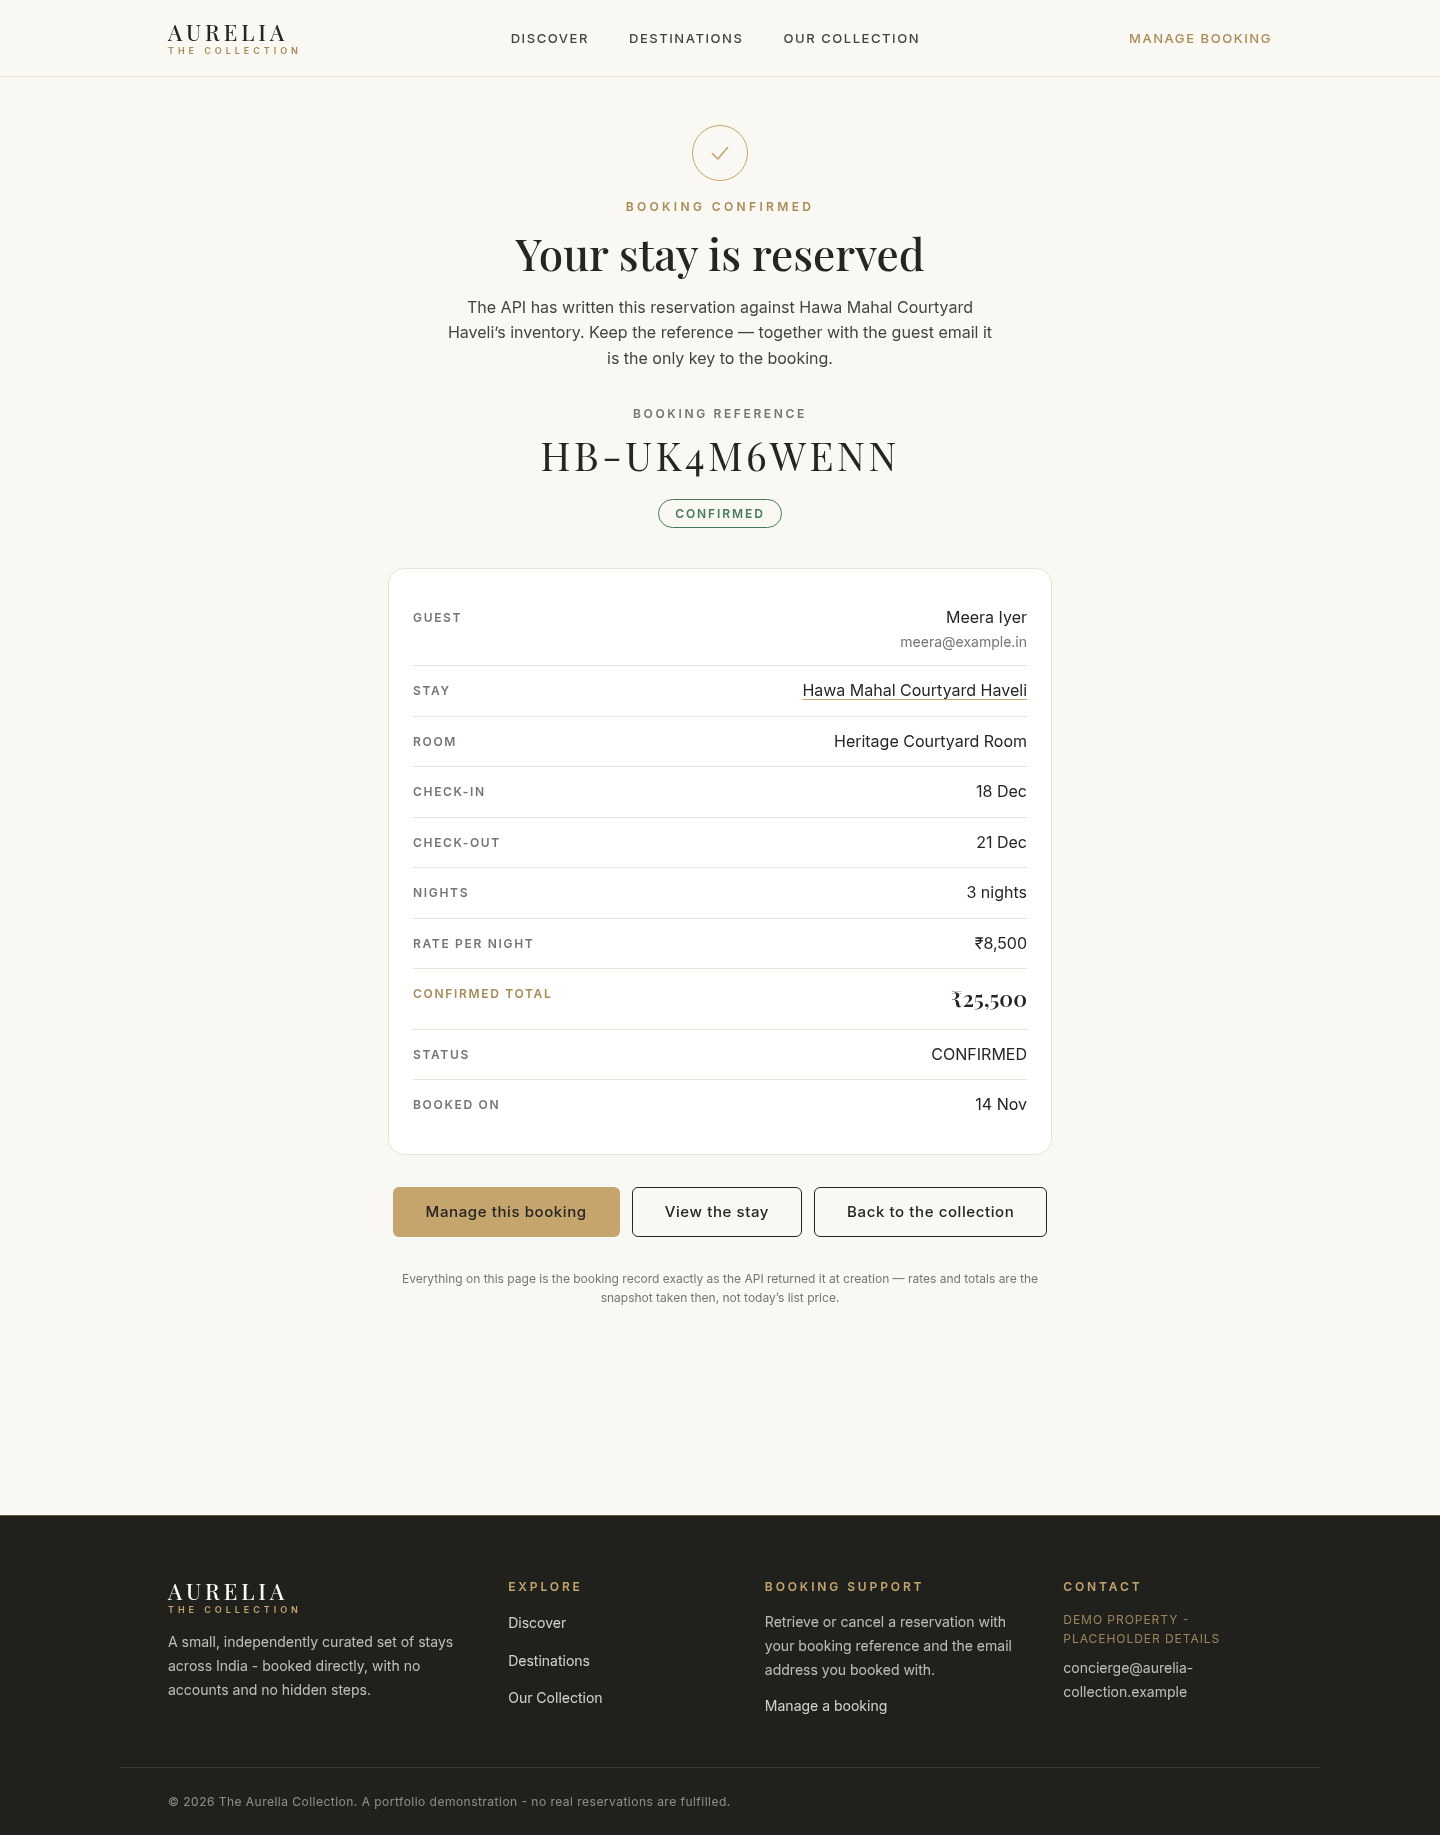 AURELIA
THE COLLECTION
DISCOVER
DESTINATIONS
OUR COLLECTION
MANAGE BOOKING
BOOKING CONFIRMED
Your stay is reserved
The API has written this reservation against Hawa Mahal Courtyard
Haveli’s inventory. Keep the reference — together with the guest email it
is the only key to the booking.
BOOKING REFERENCE
HB-UK4M6WENN
CONFIRMED
GUEST
Meera Iyer
meera@example.in
STAY
Hawa Mahal Courtyard Haveli
ROOM
Heritage Courtyard Room
CHECK-IN
18 Dec
CHECK-OUT
21 Dec
NIGHTS
3 nights
RATE PER NIGHT
₹8,500
CONFIRMED TOTAL
₹25,500
STATUS
CONFIRMED
BOOKED ON
14 Nov
Manage this booking
View the stay
Back to the collection
Everything on this page is the booking record exactly as the API returned it at creation — rates and totals are the
snapshot taken then, not today’s list price.
AURELIA
THE COLLECTION
A small, independently curated set of stays
across India - booked directly, with no
accounts and no hidden steps.
EXPLORE
Discover
Destinations
Our Collection
BOOKING SUPPORT
Retrieve or cancel a reservation with
your booking reference and the email
address you booked with.
Manage a booking
CONTACT
DEMO PROPERTY -
PLACEHOLDER DETAILS
concierge@aurelia-
collection.example
© 2026 The Aurelia Collection. A portfolio demonstration - no real reservations are fulfilled.